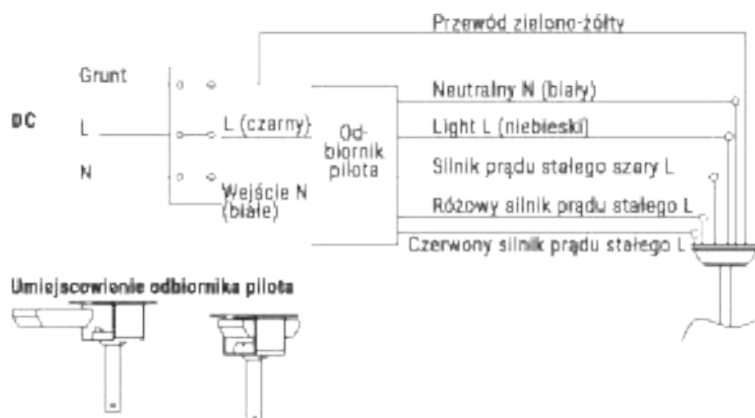 Przewód zielono-żółty
Grunt
DC
L
N
L (czarny)
Wejście N
(białe)
Od-
biornik
pilota
Neutralny N (biały)
Light L (niebieski)
Silnik prądu stałego szary L
Różowy silnik prądu stałego L
Czerwony silnik prądu stałego L
Umiejscowienie odbiornika pilota